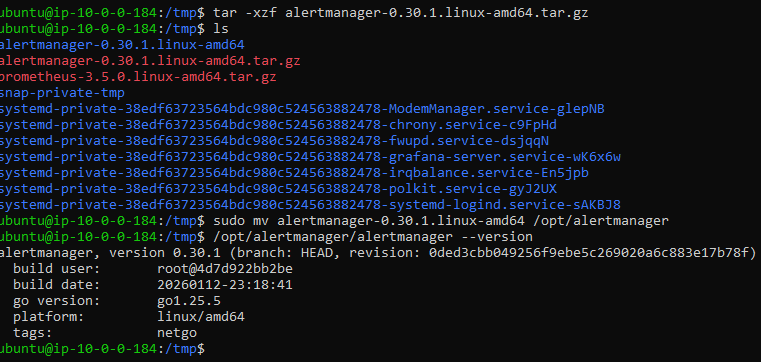 ubuntu@ip-10-0-0-184:/tmp$ tar -xzf alertmanager-0.30.1.linux-amd64.tar.gz
ubuntu@ip-10-0-0-184:/tmp$ ls
alertmanager-0.30.1.linux-amd64
alertmanager-0.30.1.linux-amd64.tar.gz
prometheus-3.5.0.linux-amd64.tar.gz
snap-private-tmp
systemd-private-38edf63723564bdc980c524563882478-ModemManager.service-glepNB
systemd-private-38edf63723564bdc980c524563882478-chrony.service-c9FpHd
systemd-private-38edf63723564bdc980c524563882478-fwupd.service-dsjqqN
systemd-private-38edf63723564bdc980c524563882478-grafana-server.service-wK6x6w
systemd-private-38edf63723564bdc980c524563882478-irqbalance.service-En5jpb
systemd-private-38edf63723564bdc980c524563882478-polkit.service-gyJ2UX
systemd-private-38edf63723564bdc980c524563882478-systemd-logind.service-sAKBJ8
ubuntu@ip-10-0-0-184:/tmp$ sudo mv alertmanager-0.30.1.linux-amd64 /opt/alertmanager
ubuntu@ip-10-0-0-184:/tmp$ /opt/alertmanager/alertmanager --version
alertmanager, version 0.30.1 (branch: HEAD, revision: 0ded3cbb049256f9ebe5c269020a6c883e17b78f)
  build user:       root@4d7d922bb2be
  build date:       20260112-23:18:41
  go version:       go1.25.5
  platform:         linux/amd64
  tags:             netgo
ubuntu@ip-10-0-0-184:/tmp$